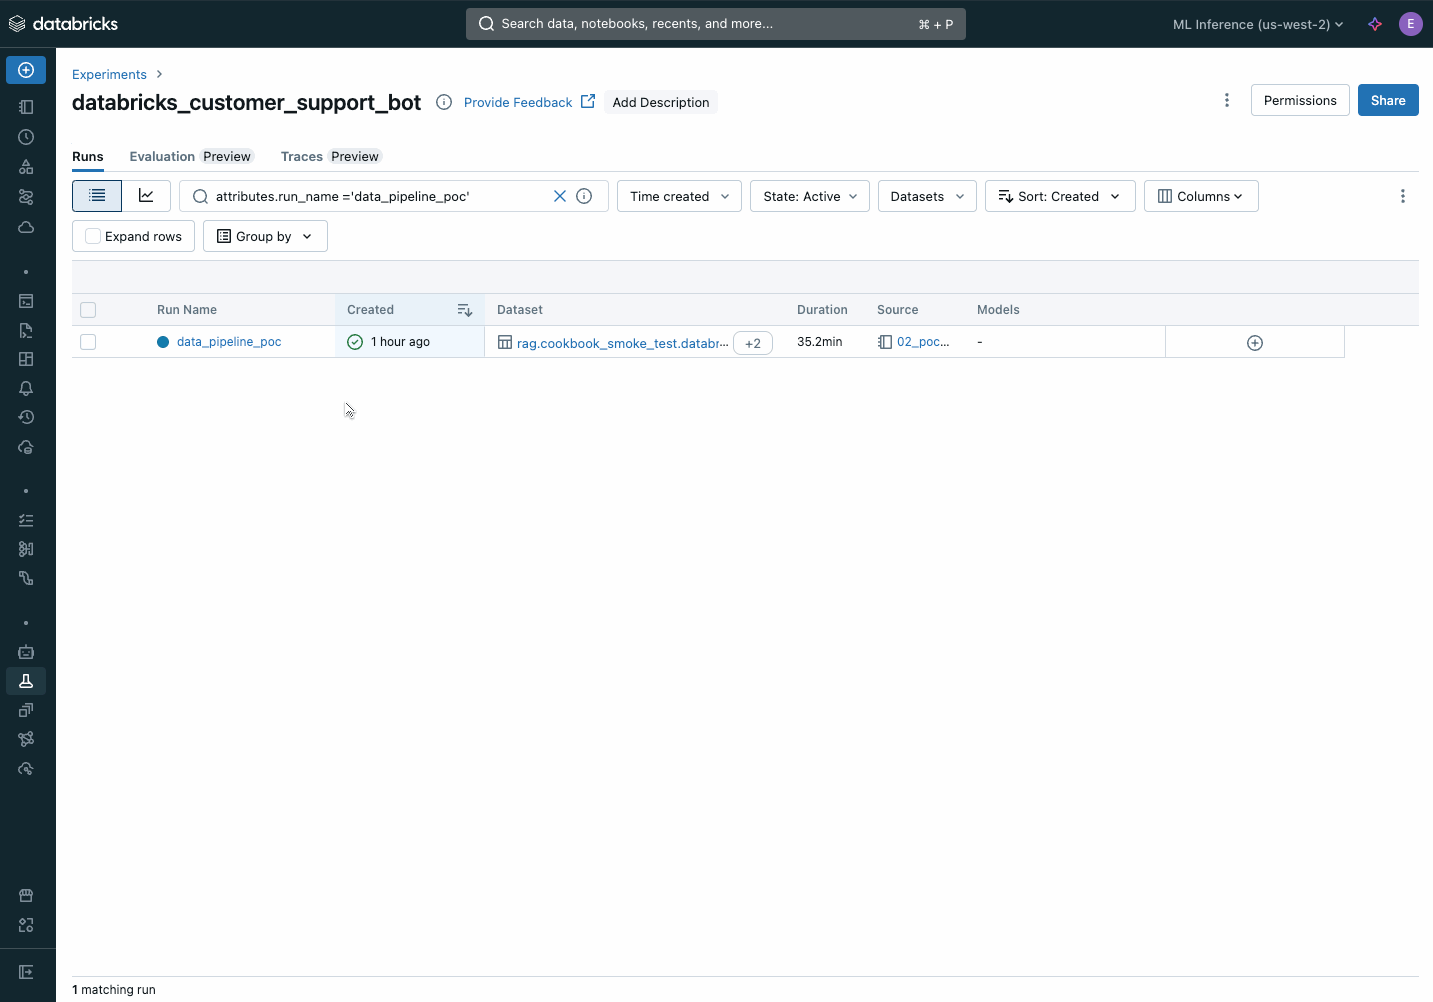 databricks
Search data, notebooks, recents, and more...
⌘ + P
ML Inference (us-west-2)
E
Experiments
databricks_customer_support_bot
Provide Feedback
Add Description
Permissions
Share
Runs
Evaluation Preview
Traces Preview
attributes.run_name ='data_pipeline_poc'
Time created
State: Active
Datasets
Sort: Created
Columns
Expand rows
Group by
Run Name
Created
Dataset
Duration
Source
Models
data_pipeline_poc
1 hour ago
rag.cookbook_smoke_test.databr...
+2
35.2min
02_poc...
-
1 matching run